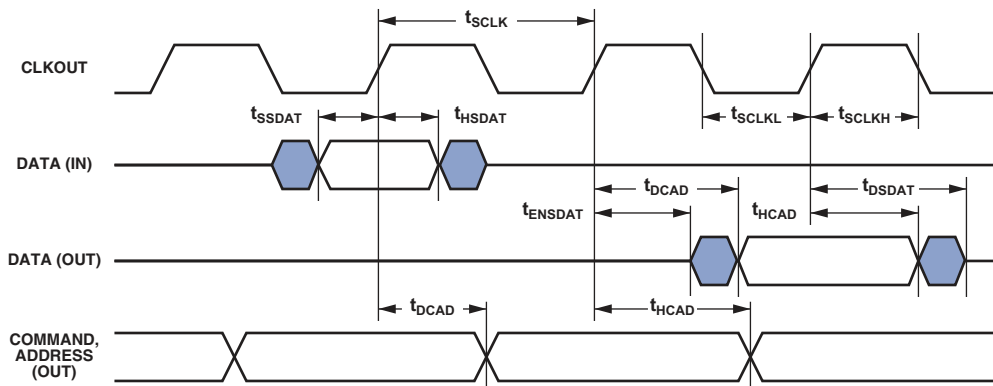 tSCLK
CLKOUT
tSSDAT
tHSDAT
tSCLKL
tSCLKH
DATA (IN)
tDCAD
tDSDAT
tENSDAT
tHCAD
DATA (OUT)
tDCAD
tHCAD
COMMAND,
ADDRESS
(OUT)